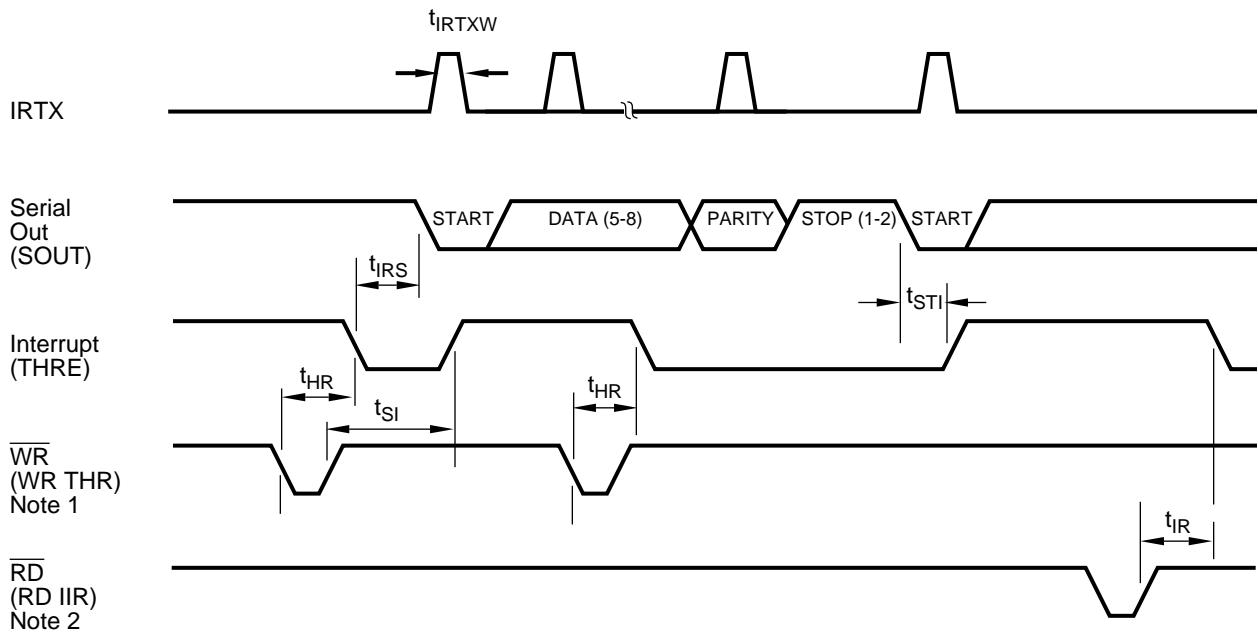 tIRTXW
IRTX
Serial
Out
(SOUT)
START
DATA (5-8)
PARITY
STOP (1-2)
START
tIRS
tSTI
Interrupt
(THRE)
tHR
tSI
tHR
WR
(WR THR)
Note 1
tIR
RD
(RD IIR)
Note 2